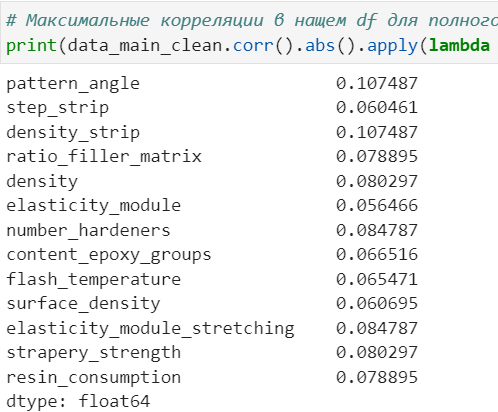 # Максимальные корреляции в нащем df для полного
print(data_main_clean.corr().abs().apply(lambda
pattern_angle 0.107487
step_strip 0.060461
density_strip 0.107487
ratio_filler_matrix 0.078895
density 0.080297
elasticity_module 0.056466
number_hardeners 0.084787
content_epoxy_groups 0.066516
flash_temperature 0.065471
surface_density 0.060695
elasticity_module_stretching 0.084787
strapery_strength 0.080297
resin_consumption 0.078895
dtype: float64